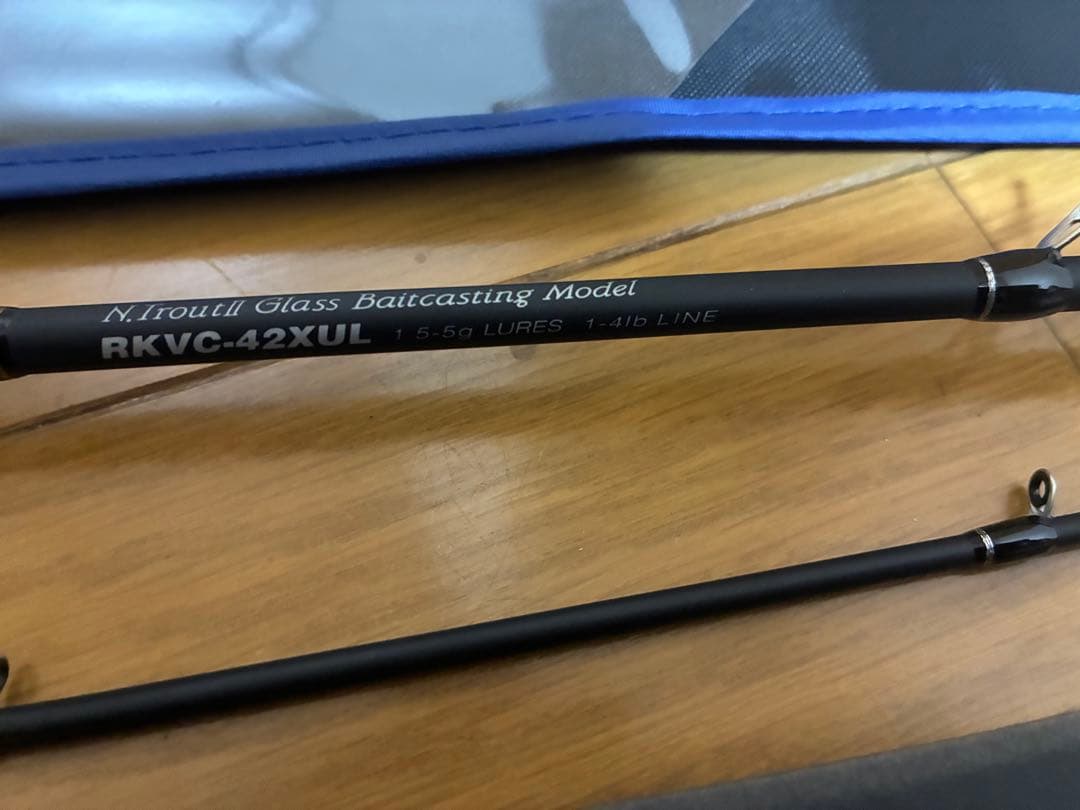 N.TroutII Glass Baitcasting Model
RKVC-42XUL 1.5-5g LURES 1-4lb LINE